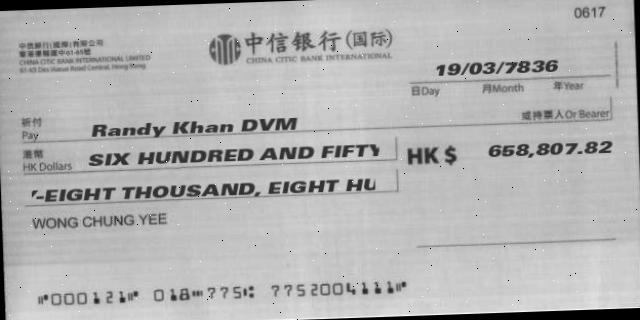 0617
中信銀行(國際)有限公司
香港德輔道中61-65號
CHINA CITIC BANK INTERNATIONAL LIMITED
61-65 Des Voeux Road Central, Hong Kong
中信银行(国际)
CHINA CITIC BANK INTERNATIONAL
19/03/7836
日Day 月Month 年Year
祈付
Pay Randy Khan DVM 或持票人Or Bearer
港幣
HK Dollars SIX HUNDRED AND FIFTY
HK $ 658,807.82
-EIGHT THOUSAND, EIGHT HU
WONG CHUNG YEE
⑈000121⑈ 018⑉775⑆ 7752004111⑈